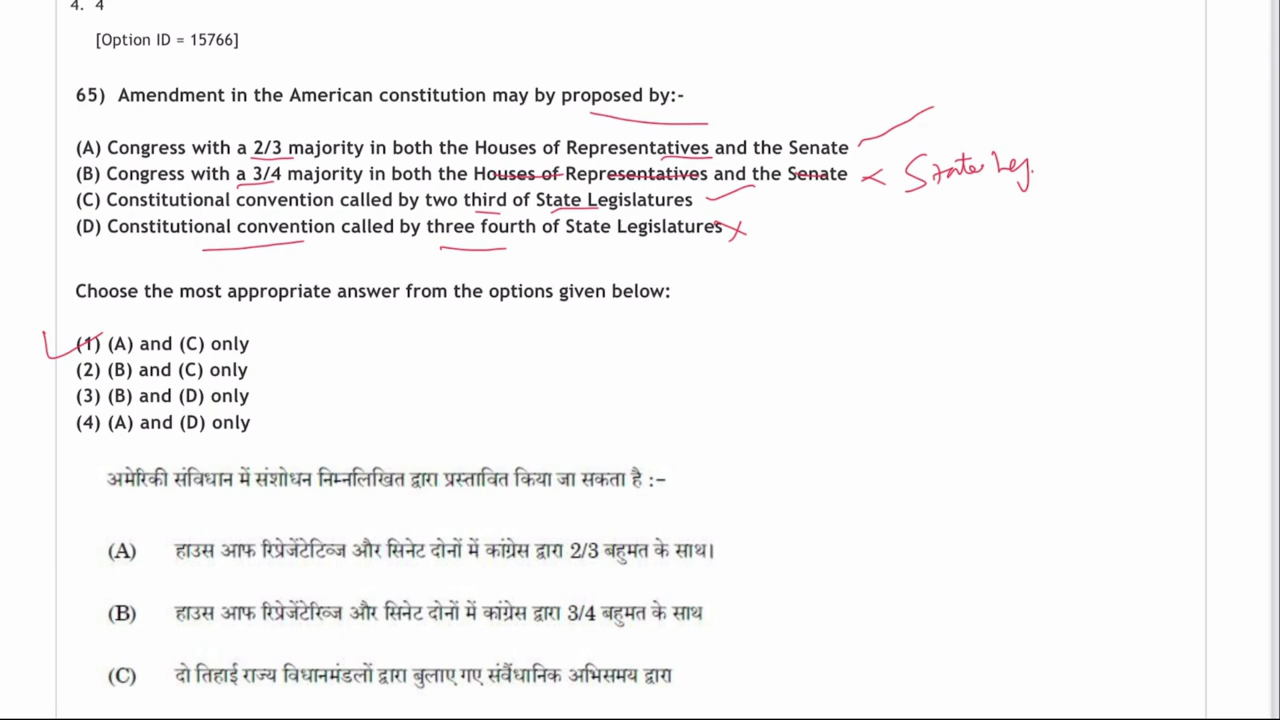 4. 4
[Option ID = 15766]
65) Amendment in the American constitution may by proposed by:-
(A) Congress with a 2/3 majority in both the Houses of Representatives and the Senate
(B) Congress with a 3/4 majority in both the Houses of Representatives and the Senate × State Leg.
(C) Constitutional convention called by two third of State Legislatures
(D) Constitutional convention called by three fourth of State Legislatures ×
Choose the most appropriate answer from the options given below:
(1) (A) and (C) only
(2) (B) and (C) only
(3) (B) and (D) only
(4) (A) and (D) only
अमेरिकी संविधान में संशोधन निम्नलिखित द्वारा प्रस्तावित किया जा सकता है :-
(A) हाउस आफ रिप्रेजेंटेटिव्ज और सिनेट दोनों में कांग्रेस द्वारा 2/3 बहुमत के साथ।
(B) हाउस आफ रिप्रेजेंटेरिव्ज और सिनेट दोनों में कांग्रेस द्वारा 3/4 बहुमत के साथ
(C) दो तिहाई राज्य विधानमंडलों द्वारा बुलाए गए संवैंधानिक अभिसमय द्वारा